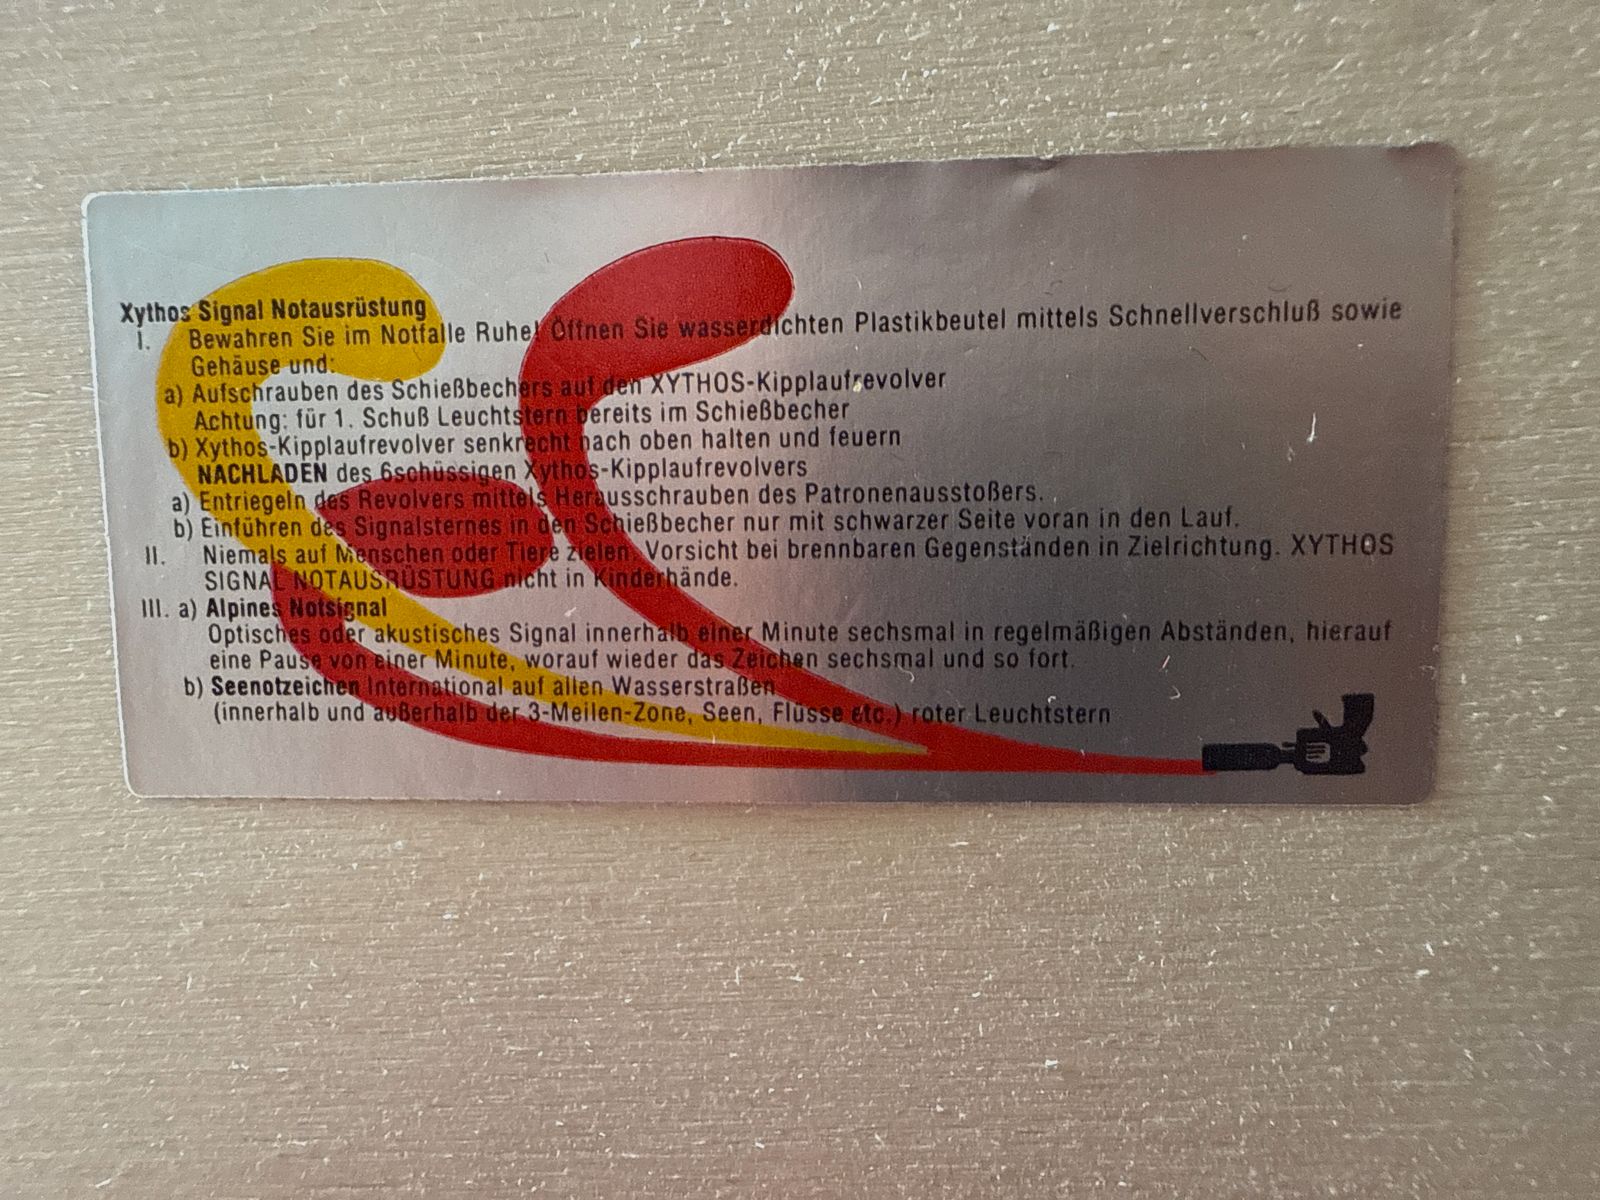 Xythos Signal Notausrüstung
I. Bewahren Sie im Notfalle Ruhe! Öffnen Sie wasserdichten Plastikbeutel mittels Schnellverschluß sowie
Gehäuse und:
a) Aufschrauben des Schießbechers auf den XYTHOS-Kipplaufrevolver
Achtung: für 1. Schuß Leuchtstern bereits im Schießbecher
b) Xythos-Kipplaufrevolver senkrecht nach oben halten und feuern
NACHLADEN des 6schüssigen Xythos-Kipplaufrevolvers
a) Entriegeln des Revolvers mittels Herausschrauben des Patronenausstoßers.
b) Einführen des Signalsternes in den Schießbecher nur mit schwarzer Seite voran in den Lauf.
II. Niemals auf Menschen oder Tiere zielen. Vorsicht bei brennbaren Gegenständen in Zielrichtung. XYTHOS
SIGNAL NOTAUSRÜSTUNG nicht in Kinderhände.
III. a) Alpines Notsignal
Optisches oder akustisches Signal innerhalb einer Minute sechsmal in regelmäßigen Abständen, hierauf
eine Pause von einer Minute, worauf wieder das Zeichen sechsmal und so fort.
b) Seenotzeichen International auf allen Wasserstraßen
(innerhalb und außerhalb der 3-Meilen-Zone, Seen, Flüsse etc.) roter Leuchtstern